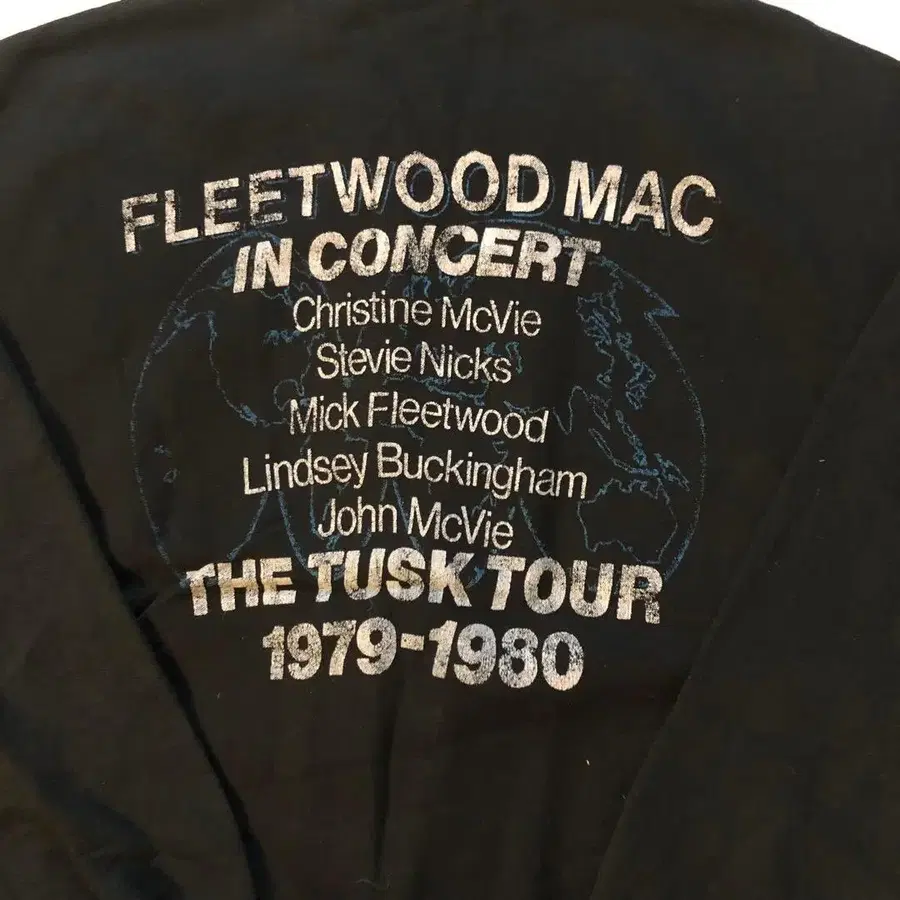 FLEETWOOD MAC
IN CONCERT
Christine McVie
Stevie Nicks
Mick Fleetwood
Lindsey Buckingham
John McVie
THE TUSK TOUR
1979-1980